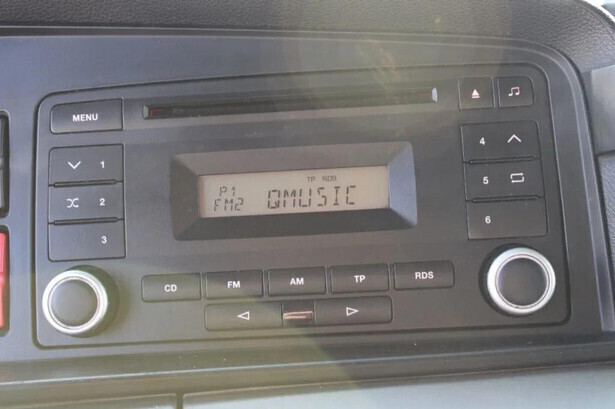 MENU
1
2
3
TP RDS
P1
FM2
QMUSIC
4
5
6
CD FM AM TP RDS